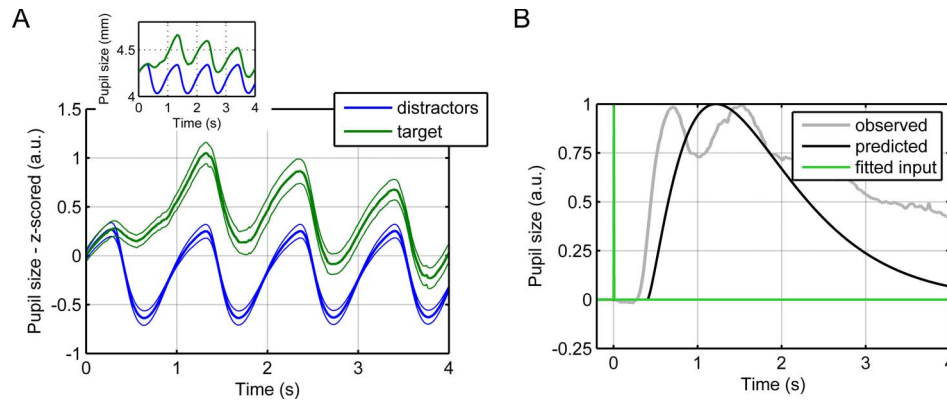 A
Pupil size (mm)
4.5
4
0 1 2 3 4
Time (s)
distractors
target
Pupil size - z-scored (a.u.)
1.5
1
0.5
0
-0.5
-1
0 1 2 3 4
Time (s)
B
observed
predicted
fitted input
Pupil size (a.u.)
1
0.75
0.5
0.25
0
-0.25
0 1 2 3 4
Time (s)